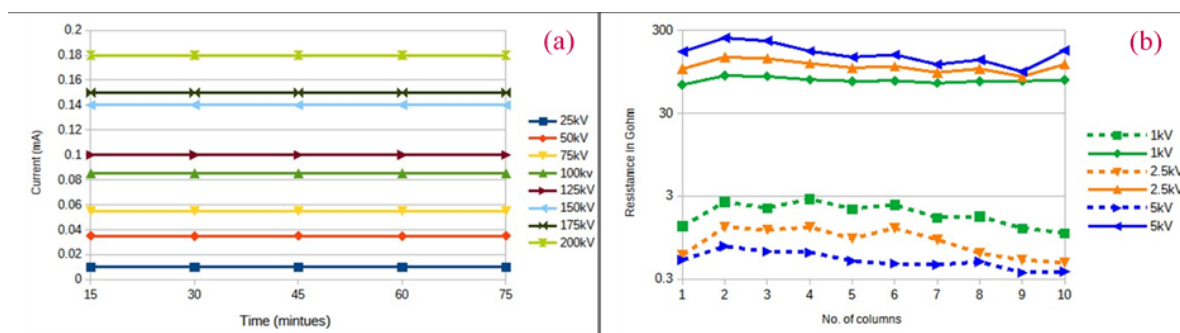 (a)
Current (mA)
0.2
0.18
0.16
0.14
0.12
0.1
0.08
0.06
0.04
0.02
0
15 30 45 60 75
Time (mintues)
25kV
50kV
75kV
100kv
125kV
150kV
175kV
200kV
(b)
Resistamce in Gohm
300
30
3
0.3
1 2 3 4 5 6 7 8 9 10
No. of columns
1kV
1kV
2.5kV
2.5kV
5kV
5kV